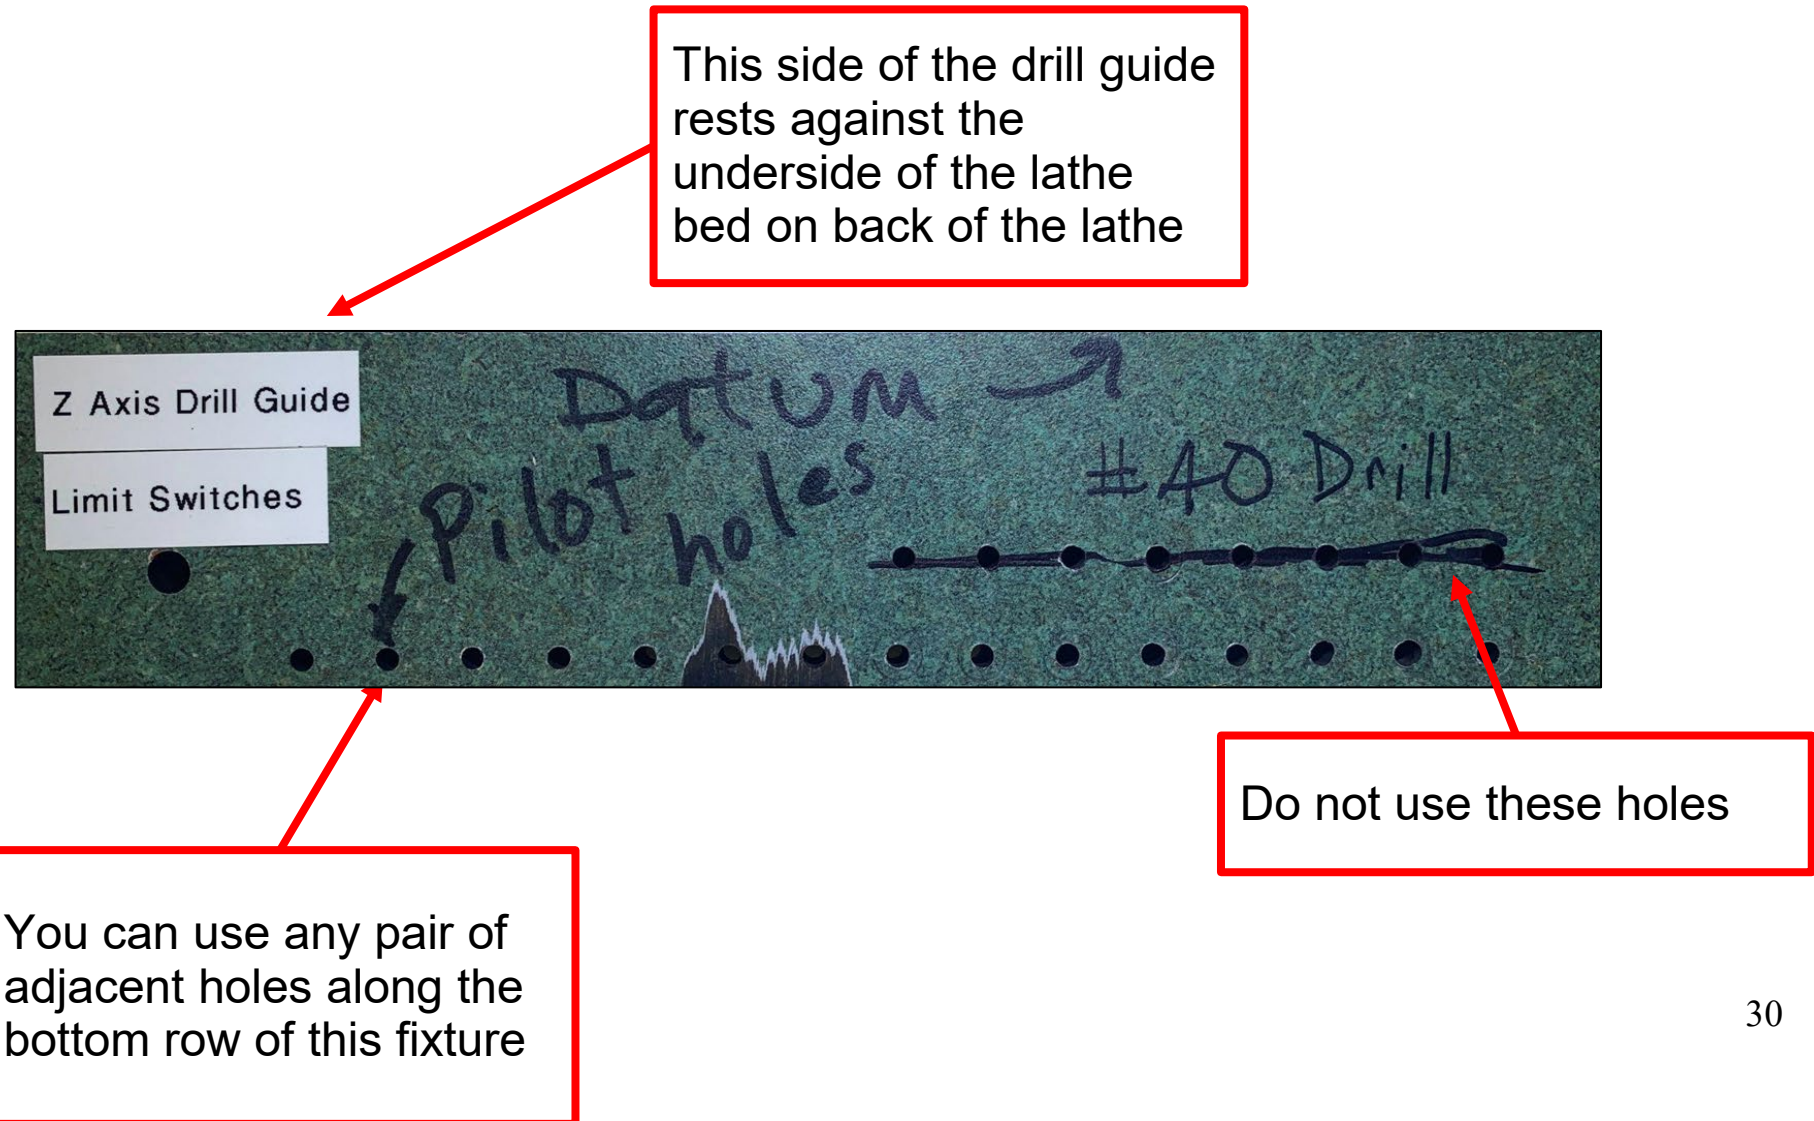 This side of the drill guide
rests against the
underside of the lathe
bed on back of the lathe
Z Axis Drill Guide
Limit Switches
Datum
Pilot
holes
#40 Drill
Do not use these holes
You can use any pair of
adjacent holes along the
bottom row of this fixture
30